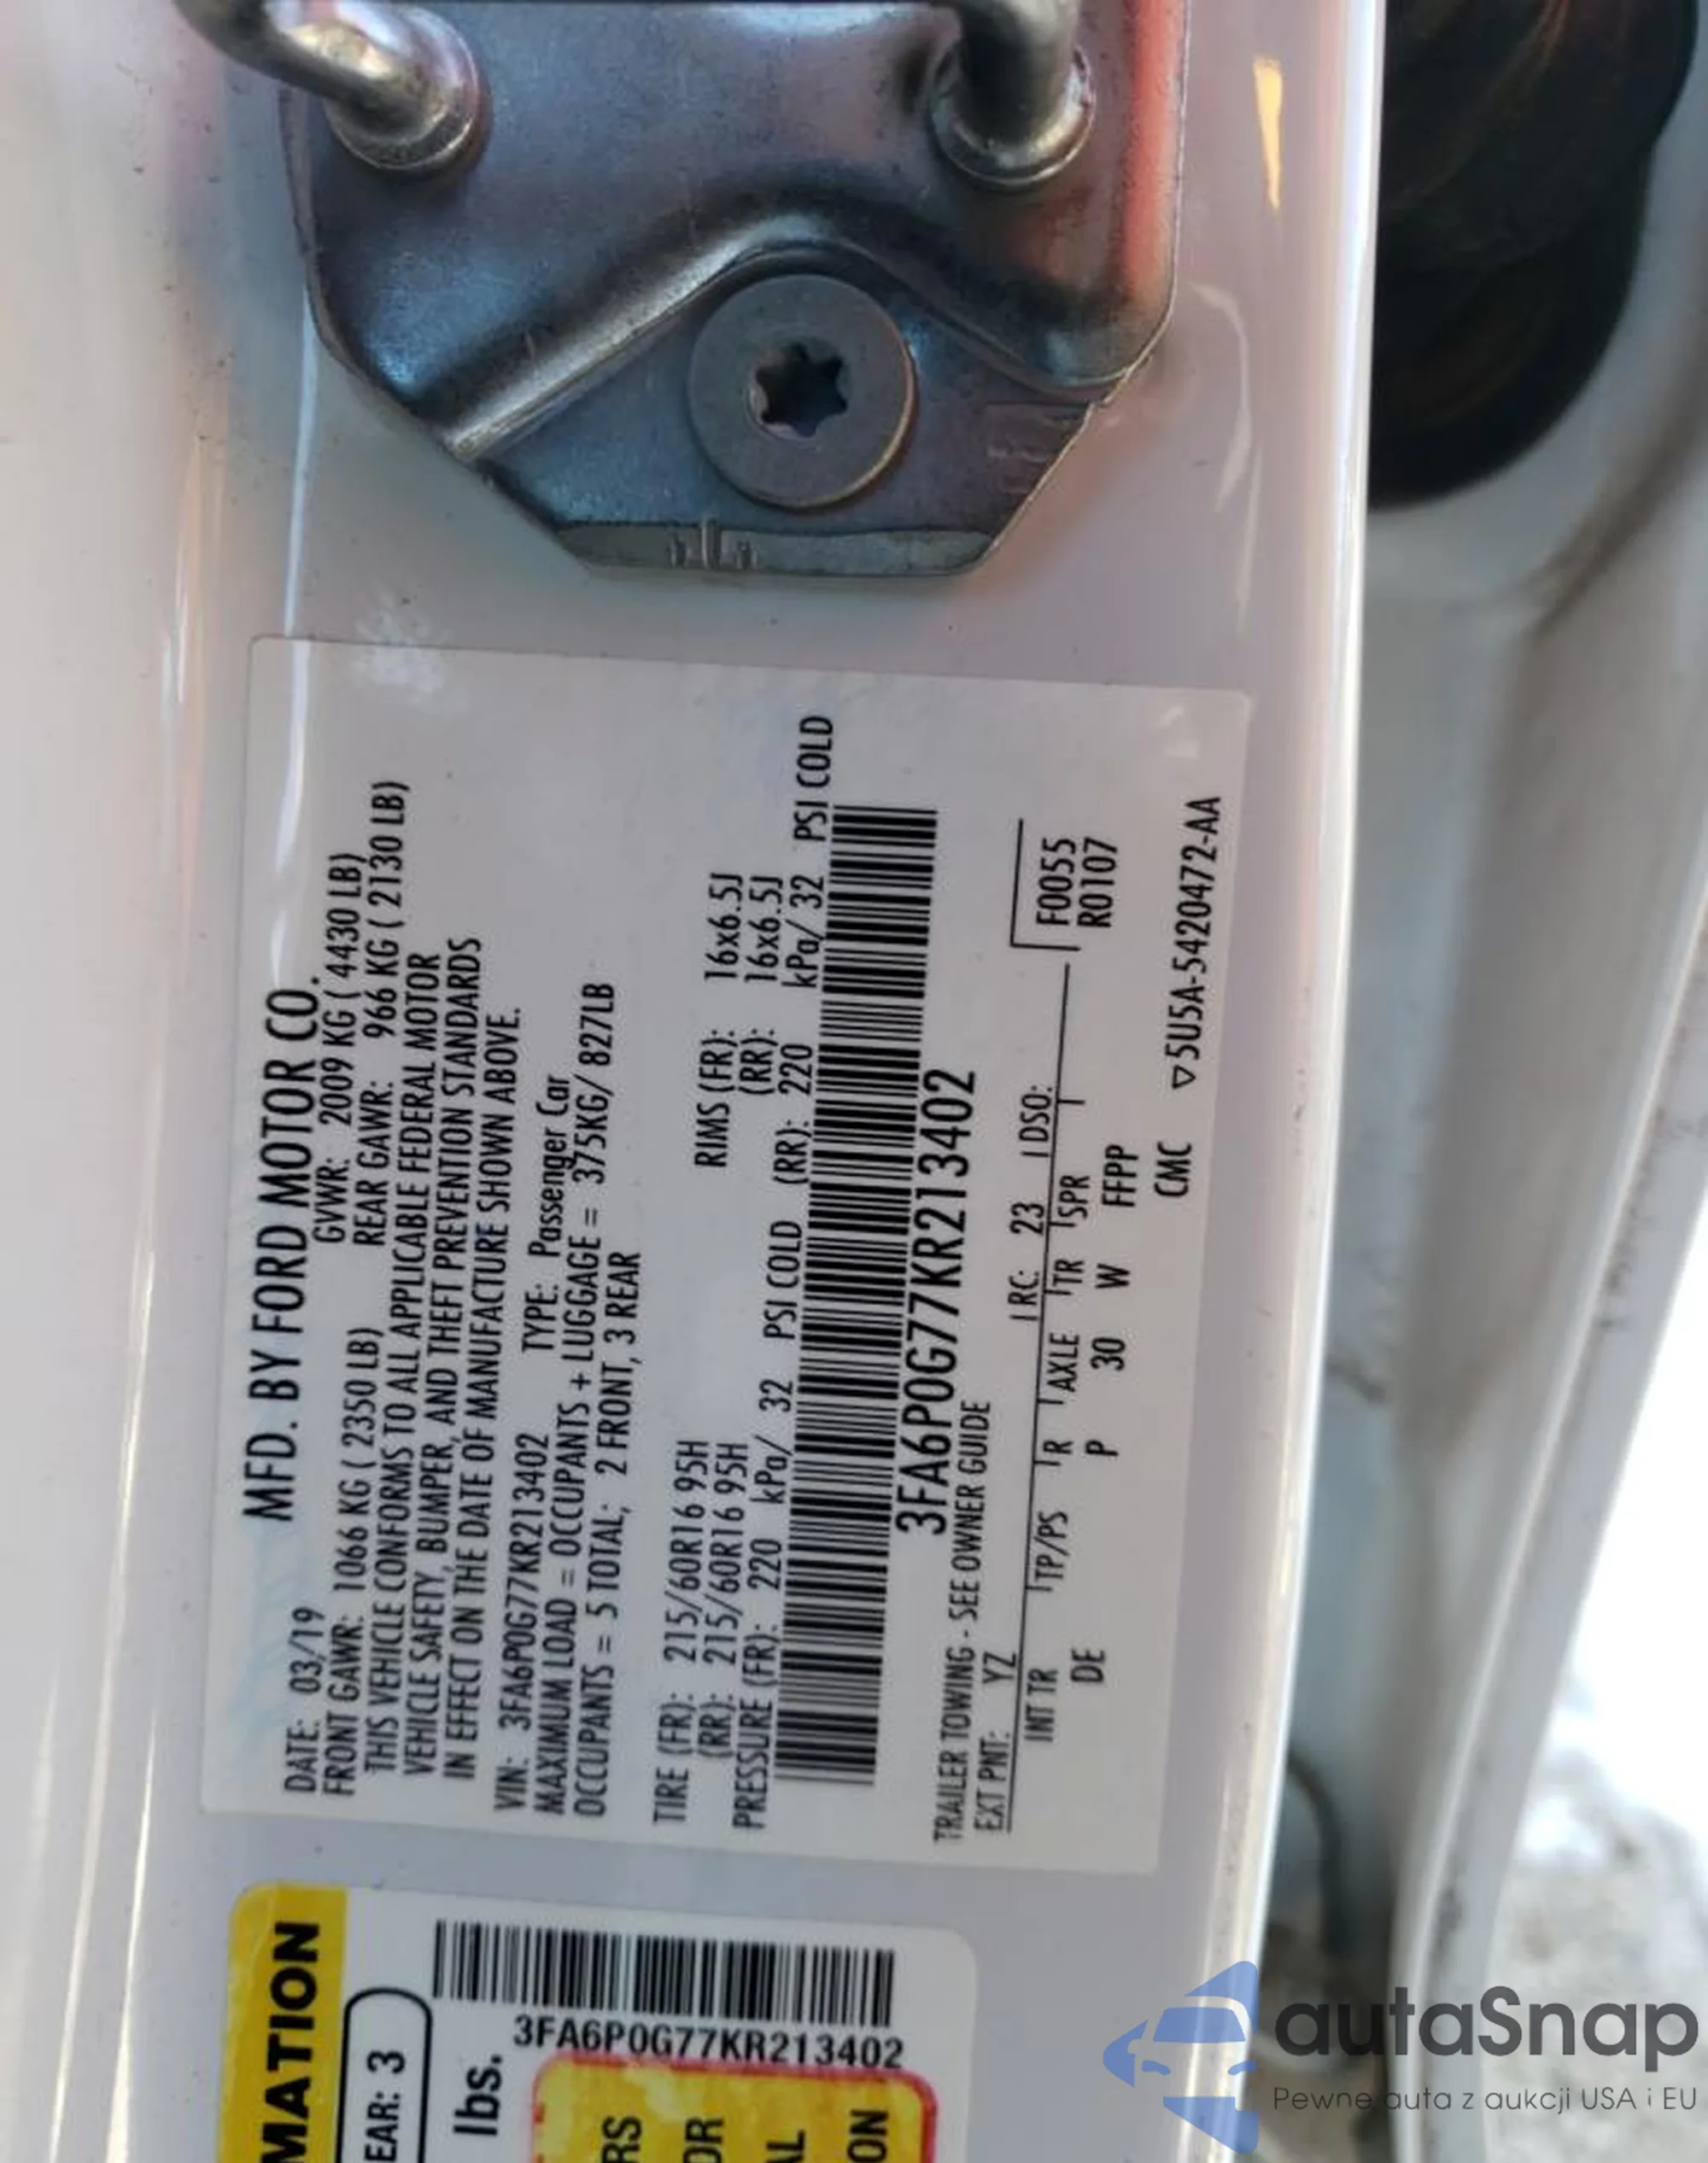 MFD. BY FORD MOTOR CO.
DATE: 03/19 GVWR: 2009 KG ( 4430 LB)
FRONT GAWR: 1066 KG ( 2350 LB) REAR GAWR: 966 KG ( 2130 LB)
THIS VEHICLE CONFORMS TO ALL APPLICABLE FEDERAL MOTOR
VEHICLE SAFETY, BUMPER, AND THEFT PREVENTION STANDARDS
IN EFFECT ON THE DATE OF MANUFACTURE SHOWN ABOVE.
VIN: 3FA6P0G77KR213402 TYPE: Passenger Car
MAXIMUM LOAD = OCCUPANTS + LUGGAGE = 375KG/ 827LB
OCCUPANTS = 5 TOTAL; 2 FRONT, 3 REAR
TIRE (FR): 215/60R16 95H RIMS (FR): 16x6.5J
(RR): 215/60R16 95H (RR): 16x6.5J
PRESSURE (FR): 220 kPa/ 32 PSI COLD (RR): 220 kPa/ 32 PSI COLD
3FA6P0G77KR213402
TRAILER TOWING - SEE OWNER GUIDE
EXT PNT: YZ RC: 23 DSO:
INT TR TP/PS R AXLE TR SPR F0055
DE P 30 W FFPP R0107
CMC ▽5U5A-5420472-AA
MATION
EAR: 3
3FA6P0G77KR213402
lbs.
RS
OR
AL
ON
autaSnap
Pewne auta z aukcji USA i EU